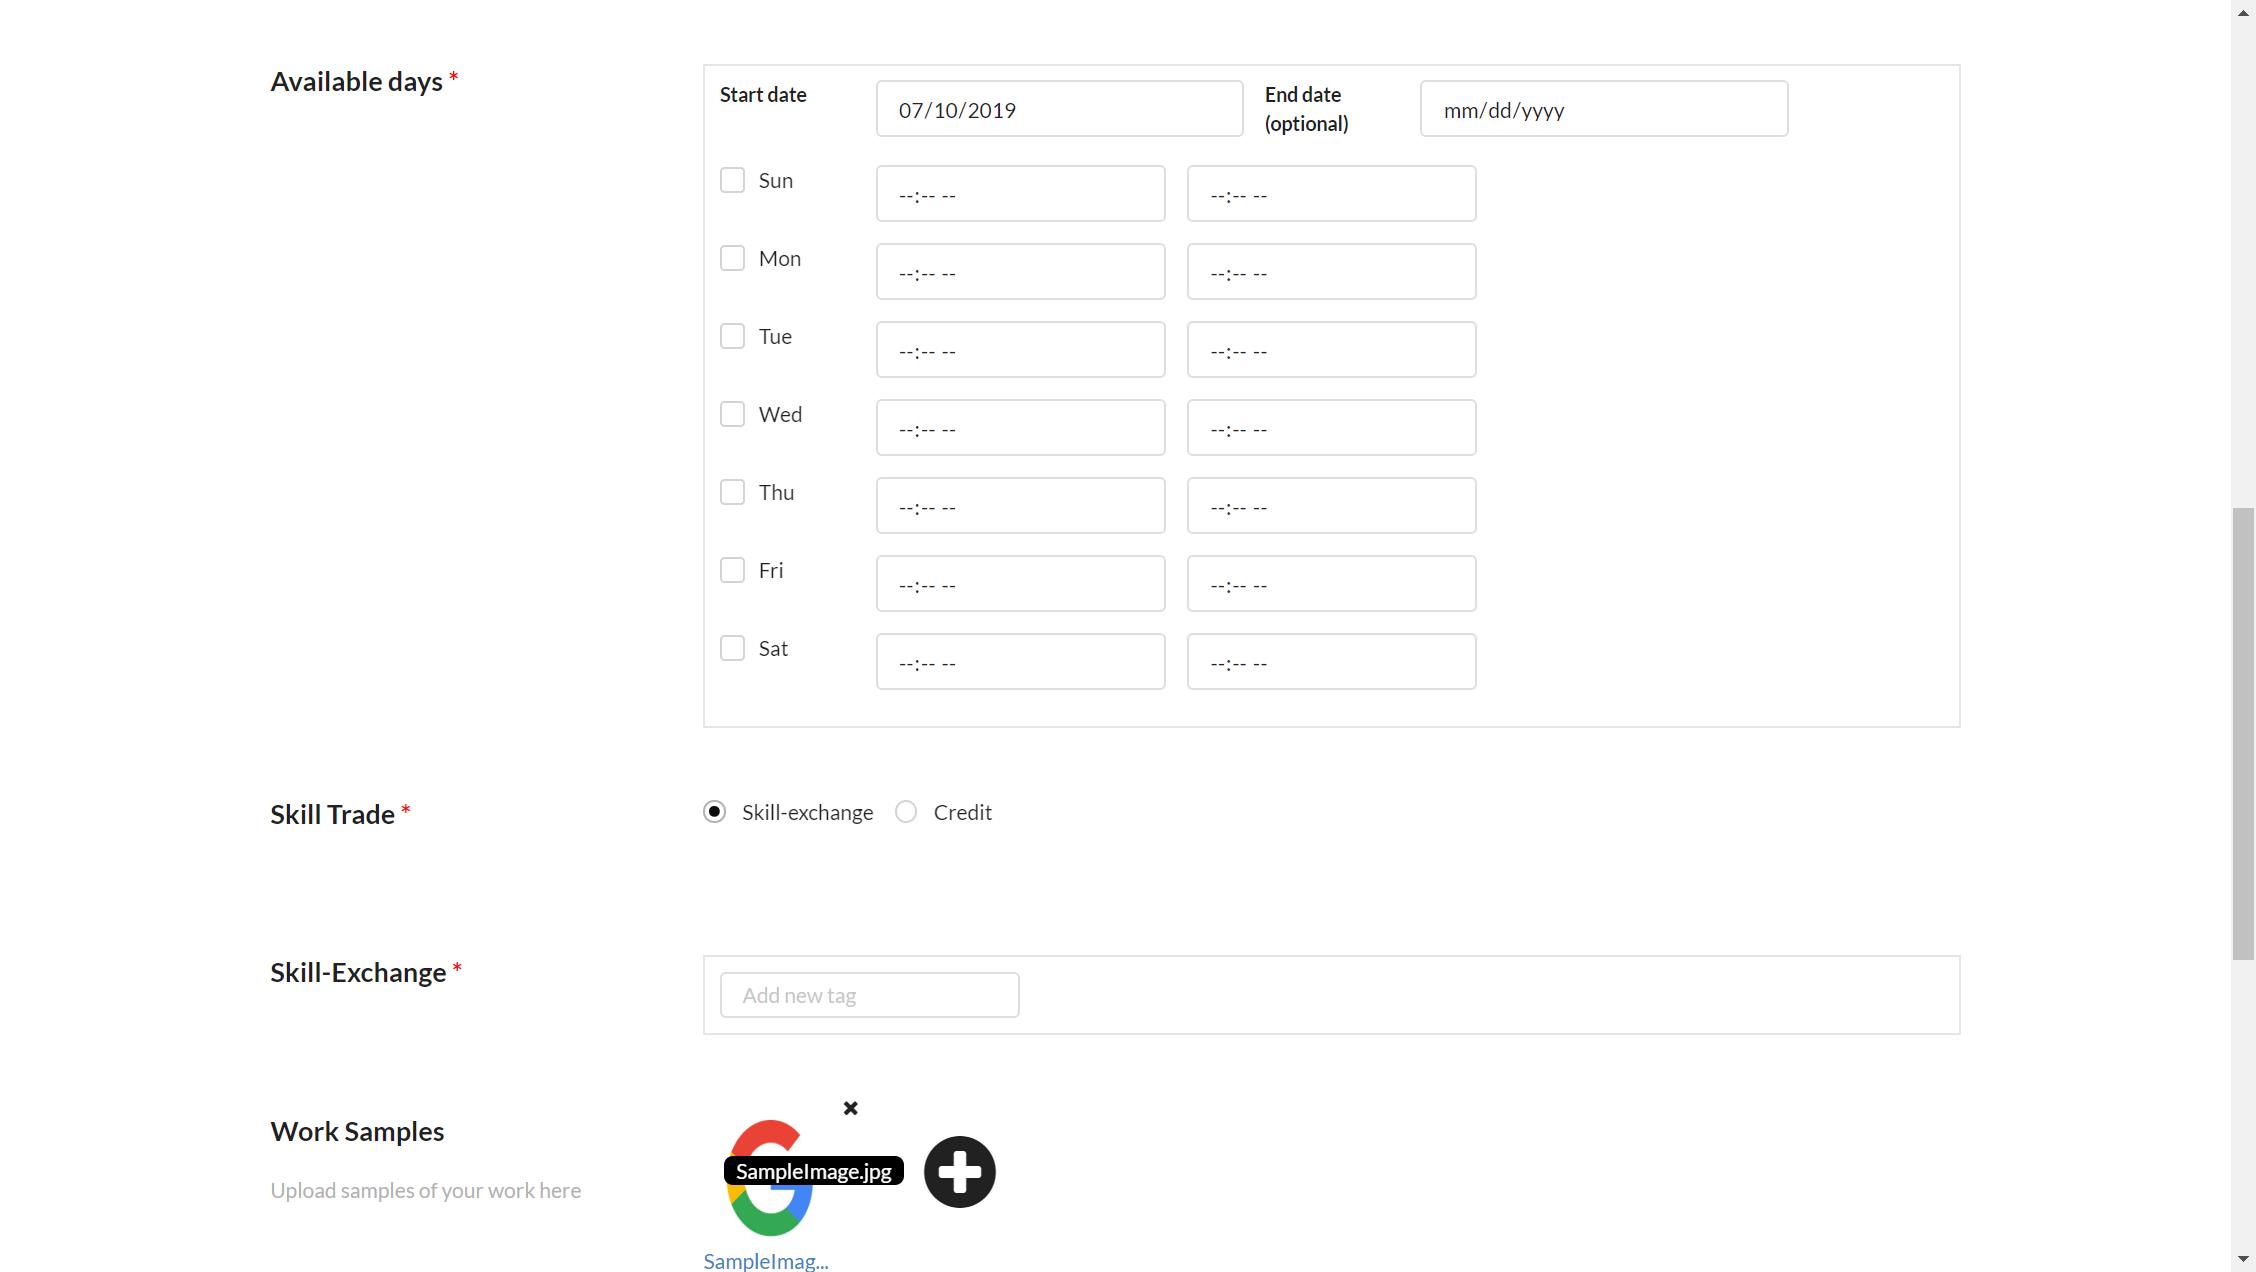 Available days *
Start date
07/10/2019
End date
(optional)
mm/dd/yyyy
Sun
--:-- --
--:-- --
Mon
--:-- --
--:-- --
Tue
--:-- --
--:-- --
Wed
--:-- --
--:-- --
Thu
--:-- --
--:-- --
Fri
--:-- --
--:-- --
Sat
--:-- --
--:-- --
Skill Trade *
Skill-exchange
Credit
Skill-Exchange *
Add new tag
Work Samples
Upload samples of your work here
SampleImage.jpg
SampleImag...